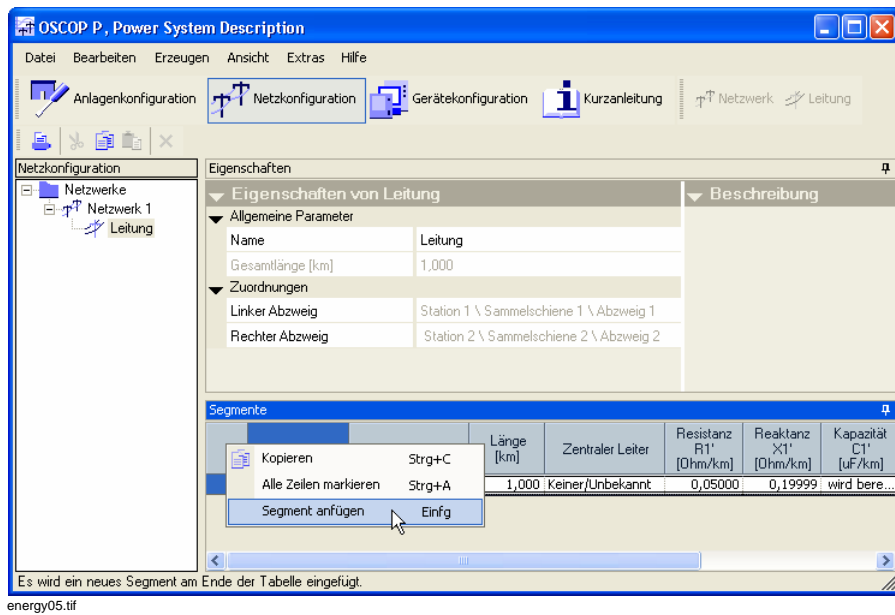 OSCOP P, Power System Description
Datei Bearbeiten Erzeugen Ansicht Extras Hilfe
Anlagenkonfiguration Netzkonfiguration Gerätekonfiguration Kurzanleitung Netzwerk Leitung
Netzkonfiguration
Netzwerke
Netzwerk 1
Leitung
Eigenschaften
Eigenschaften von Leitung
Beschreibung
Allgemeine Parameter
Name Leitung
Gesamtlänge [km] 1,000
Zuordnungen
Linker Abzweig Station 1 \ Sammelschiene 1 \ Abzweig 1
Rechter Abzweig Station 2 \ Sammelschiene 2 \ Abzweig 2
Segmente
Länge [km] Zentraler Leiter Resistanz R1' [Ohm/km] Reaktanz X1' [Ohm/km] Kapazität C1' [uF/km]
1,000 Keiner/Unbekannt 0,05000 0,19999 wird bere...
Kopieren Strg+C
Alle Zeilen markieren Strg+A
Segment anfügen Einfg
Es wird ein neues Segment am Ende der Tabelle eingefügt.
energy05.tif